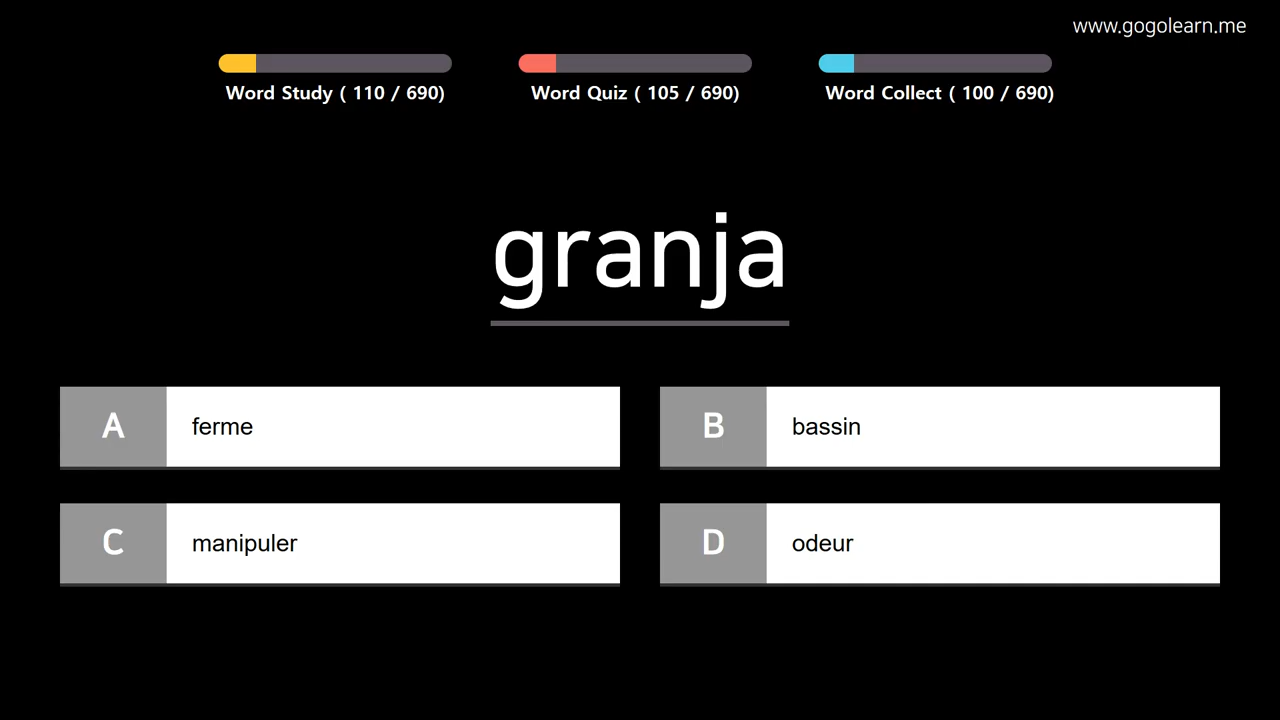 www.gogolearn.me
Word Study ( 110 / 690)
Word Quiz ( 105 / 690)
Word Collect ( 100 / 690)
granja
A ferme
B bassin
C manipuler
D odeur